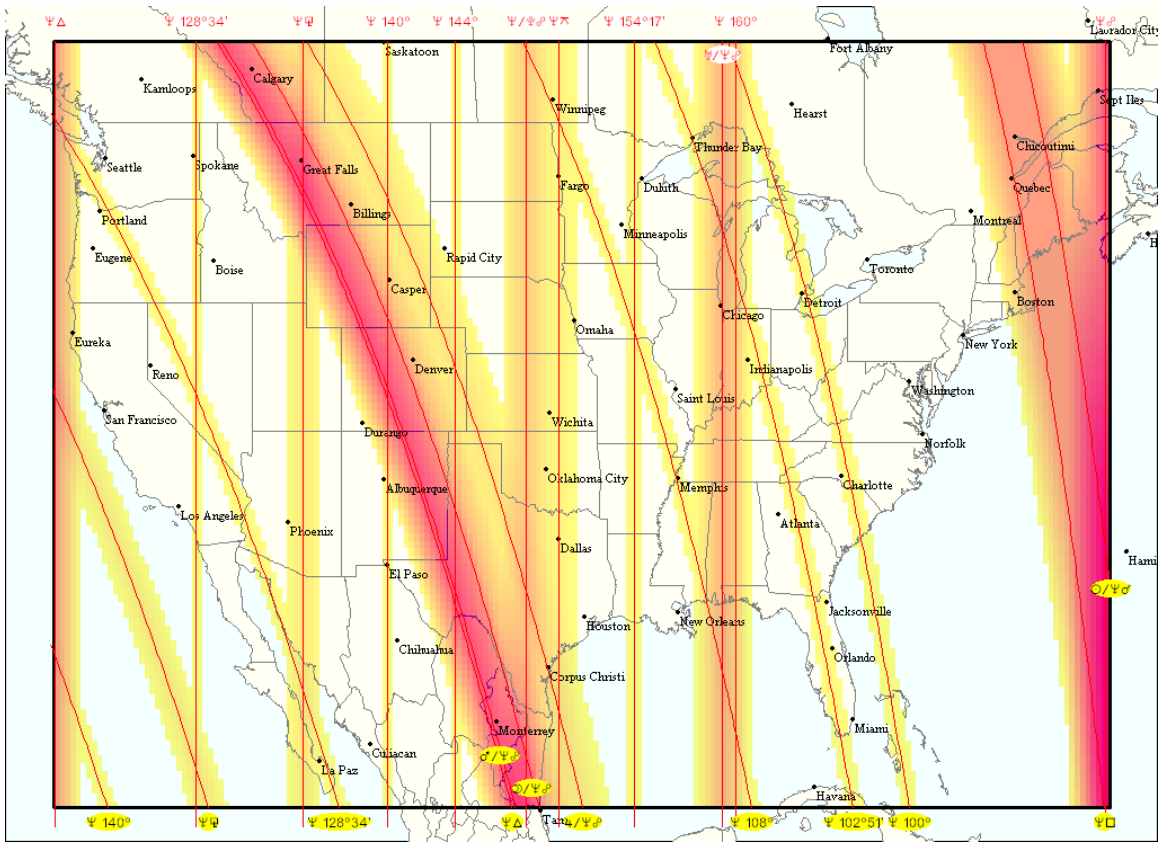 ♆△ ♆ 128°34' ♆⚼ ♆ 140° ♆ 144° ♆/♆☍ ♆⚻ ♆ 154°17' ♆ 160° ♆☍
Labrador City
Saskatoon
Fort Albany
♅/♆☍
Calgary
Kamloops
Sept Iles
Winnipeg
Hearst
Chicoutimi
Thunder Bay
Seattle
Spokane
Great Falls
Fargo
Duluth
Quebec
Portland
Billings
Montreal
Minneapolis
H
Eugene
Boise
Rapid City
Toronto
Casper
Detroit
Boston
Chicago
Omaha
Eureka
New York
Reno
Denver
Indianapolis
Saint Louis
Washington
San Francisco
Durango
Wichita
Norfolk
Albuquerque
Oklahoma City
Memphis
Charlotte
Los Angeles
Phoenix
Atlanta
Dallas
Hami
El Paso
☽/♆♂
Jacksonville
Houston
New Orleans
Chihuahua
Orlando
Corpus Christi
Monterrey
Miami
Culiacan
♂/♆☍
La Paz
☽/♆☍
Havana
♆ 140° ♆⚼ ♆ 128°34' ♆△ Tam 4/♆☍ ♆ 108° ♆ 102°51' ♆ 100° ♆□